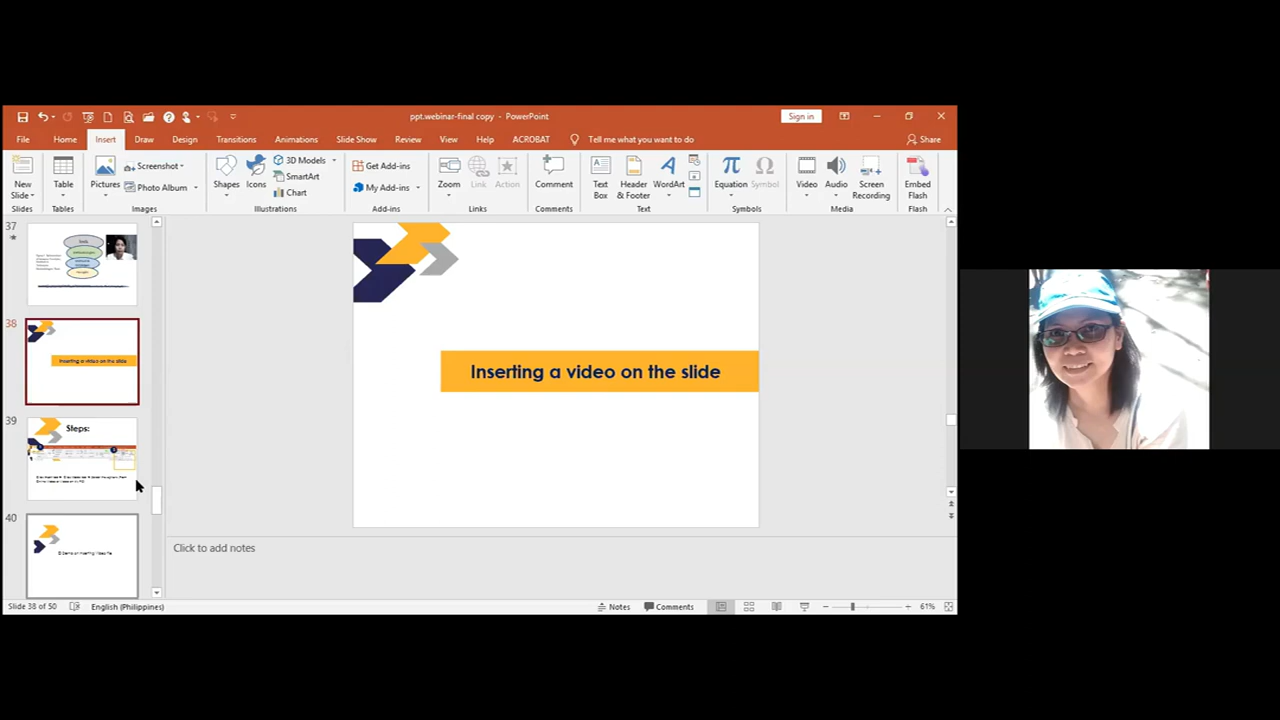 ppt.webinar-final copy - PowerPoint
Sign in
File Home Insert Draw Design Transitions Animations Slide Show Review View Help ACROBAT Tell me what you want to do Share
New Slide
Table
Pictures
Screenshot
Photo Album
Shapes
Icons
3D Models
SmartArt
Chart
Get Add-ins
My Add-ins
Zoom
Link
Action
Comment
Text Box
Header & Footer
WordArt
Equation
Symbol
Video
Audio
Screen Recording
Embed Flash
Slides Tables Images Illustrations Add-ins Links Comments Text Symbols Media Flash
37
38
Inserting a video on the slide
39
Steps:
40
Inserting a video on the slide
Click to add notes
Slide 38 of 50 English (Philippines) Notes Comments 61%